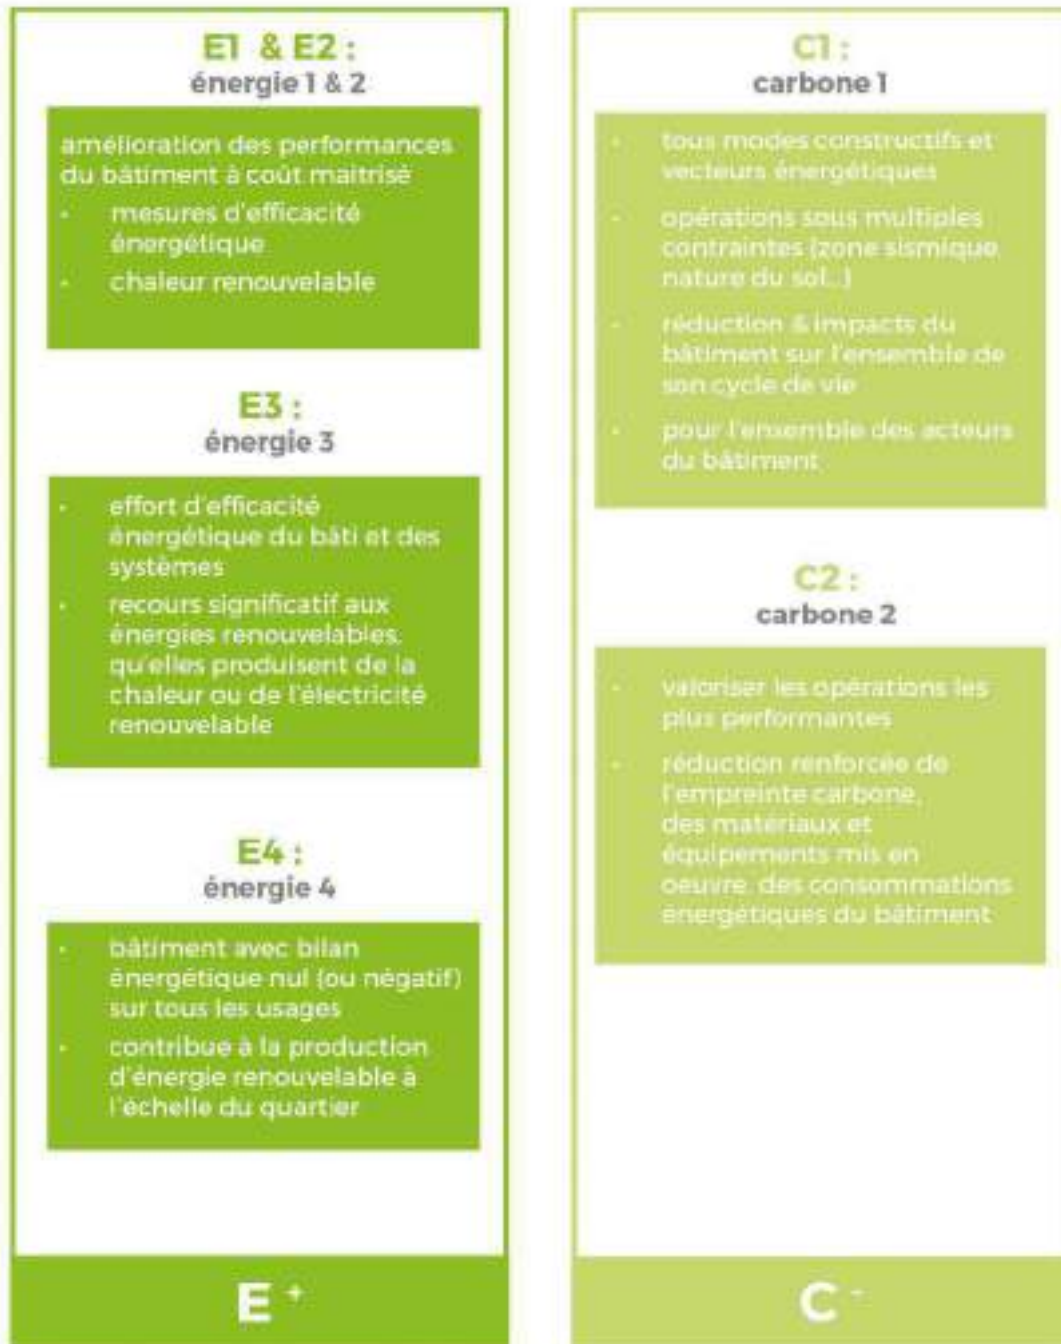 E1 & E2 :
énergie 1 & 2
amélioration des performances
du bâtiment à coût maitrisé
• mesures d'efficacité
énergétique
• chaleur renouvelable
E3 :
énergie 3
• effort d'efficacité
énergétique du bâti et des
systèmes
• recours significatif aux
énergies renouvelables,
qu'elles produisent de la
chaleur ou de l'électricité
renouvelable
E4 :
énergie 4
• bâtiment avec bilan
énergétique nul (ou négatif)
sur tous les usages
• contribue à la production
d'énergie renouvelable à
l'échelle du quartier
E +
C1 :
carbone 1
• tous modes constructifs et
vecteurs énergétiques
• opérations sous multiples
contraintes (zone sismique,
nature du sol...)
• réduction & impacts du
bâtiment sur l'ensemble de
son cycle de vie
• pour l'ensemble des acteurs
du bâtiment
C2 :
carbone 2
• valoriser les opérations les
plus performantes
• réduction renforcée de
l'empreinte carbone,
des matériaux et
équipements mis en
oeuvre, des consommations
énergétiques du bâtiment
C -